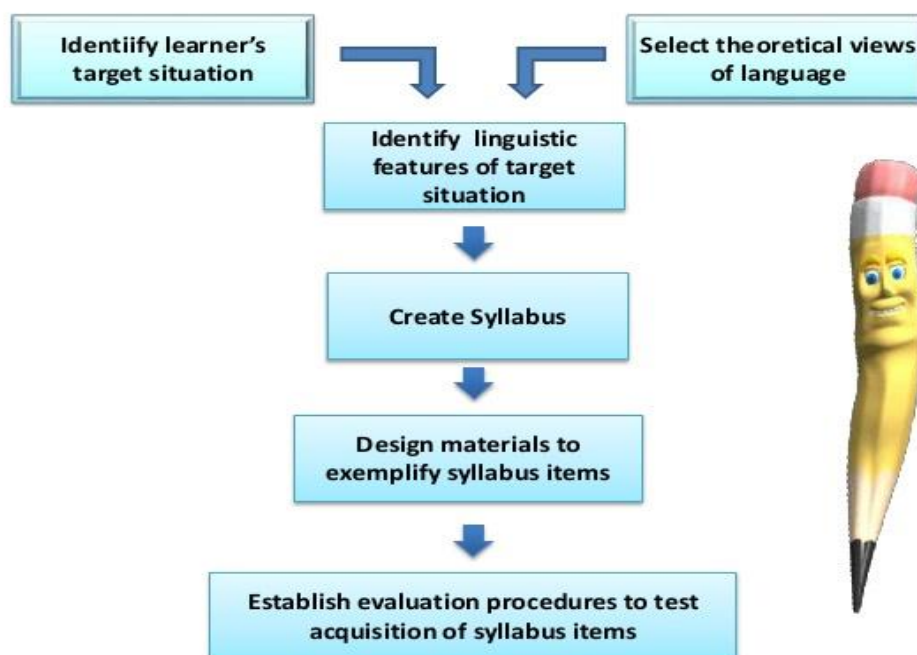 Identiify learner's
target situation
Select theoretical views
of language
Identify linguistic
features of target
situation
Create Syllabus
Design materials to
exemplify syllabus items
Establish evaluation procedures to test
acquisition of syllabus items